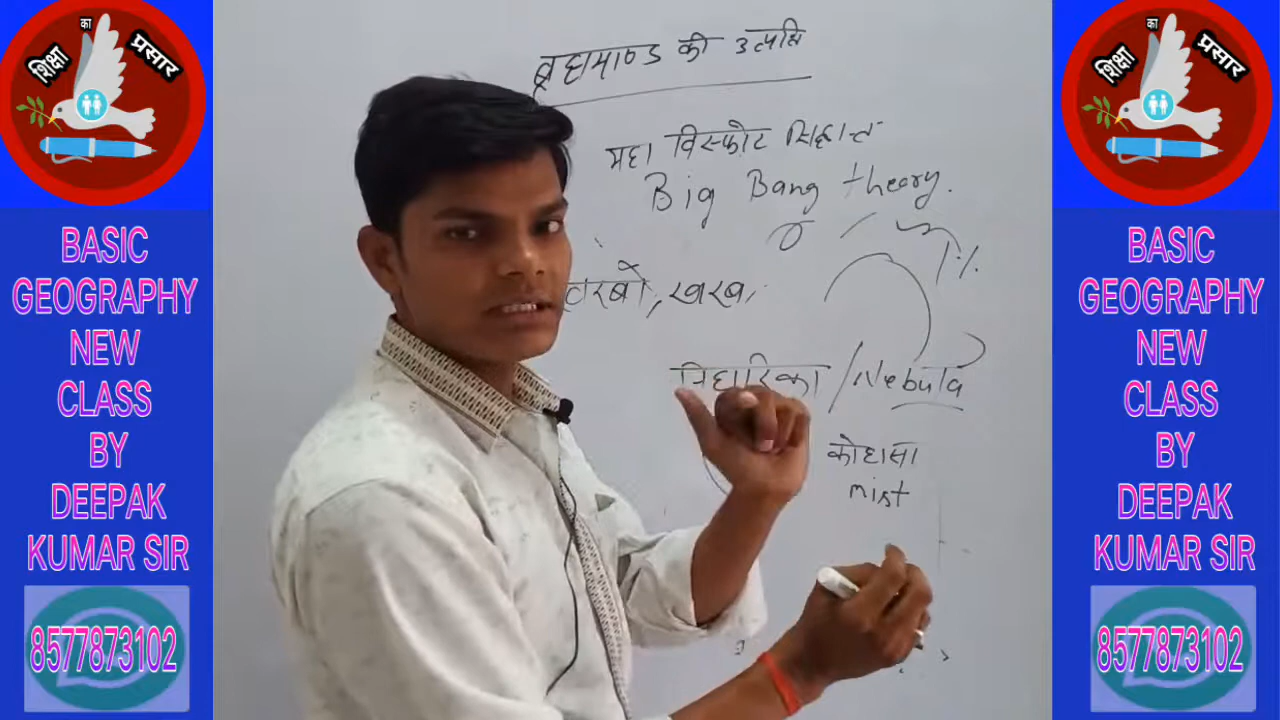 शिक्षा का प्रसार
BASIC
GEOGRAPHY
NEW
CLASS
BY
DEEPAK
KUMAR SIR
8577873102
ब्रह्माण्ड की उत्पत्ति
महा विस्फोट सिद्धान्त
Big Bang theory.
खरबों, खरब,
निहारिका / Nebula
कोहासा
mist
शिक्षा का प्रसार
BASIC
GEOGRAPHY
NEW
CLASS
BY
DEEPAK
KUMAR SIR
8577873102